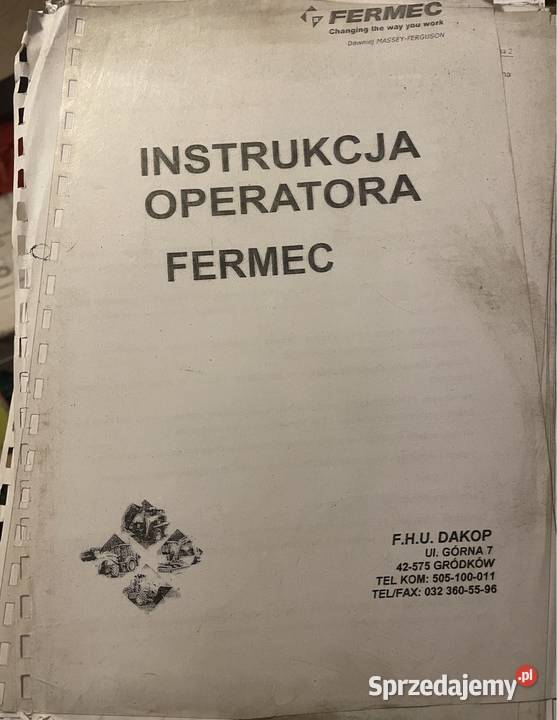 FERMEC
Changing the way you work
Dawniej MASSEY-FERGUSON
INSTRUKCJA
OPERATORA
FERMEC
F.H.U. DAKOP
Ul. GÓRNA 7
42-575 GRÓDKÓW
TEL KOM: 505-100-011
TEL/FAX: 032 360-55-96
Sprzedajemy.pl